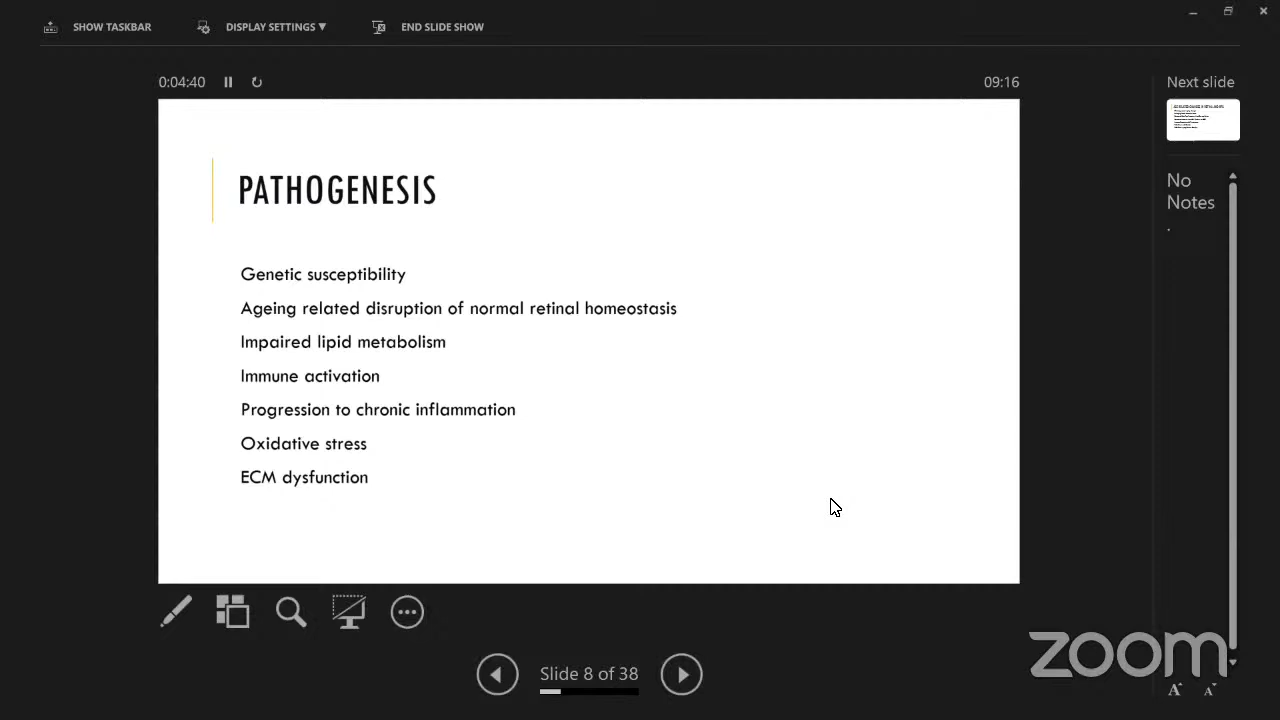 SHOW TASKBAR
DISPLAY SETTINGS ▼
END SLIDE SHOW
0:04:40
09:16
Next slide
PATHOGENESIS
Genetic susceptibility
Ageing related disruption of normal retinal homeostasis
Impaired lipid metabolism
Immune activation
Progression to chronic inflammation
Oxidative stress
ECM dysfunction
No
Notes
.
Slide 8 of 38
zoom
A A